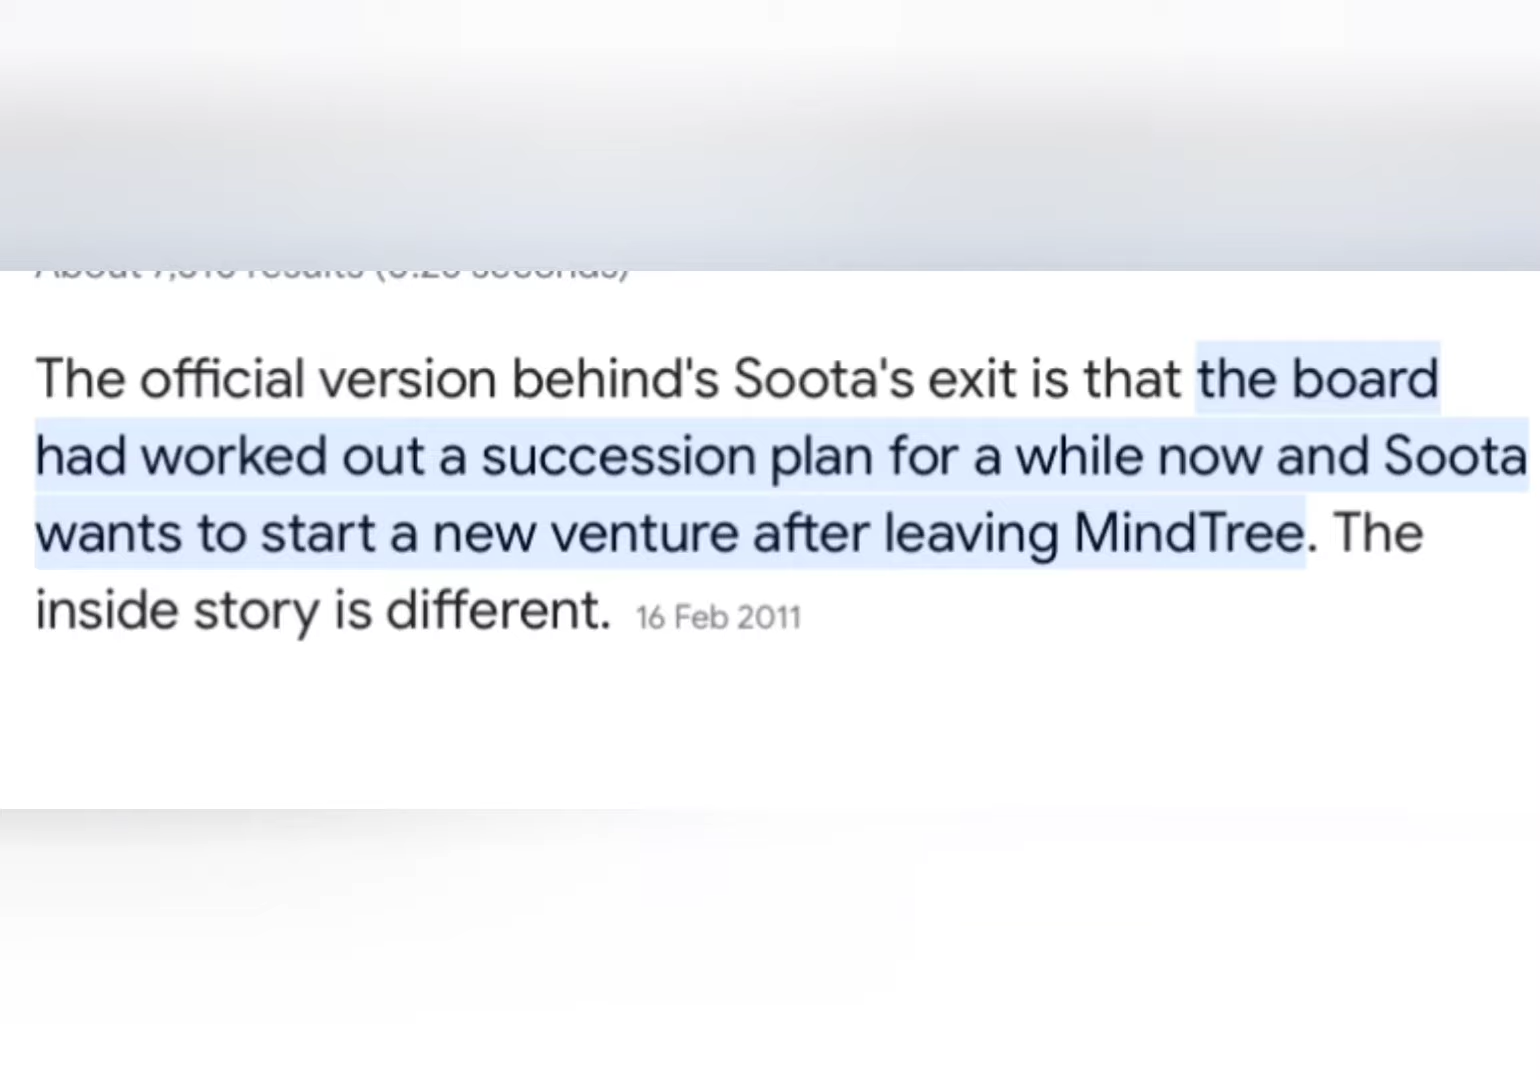 The official version behind's Soota's exit is that the board
had worked out a succession plan for a while now and Soota
wants to start a new venture after leaving MindTree. The
inside story is different. 16 Feb 2011